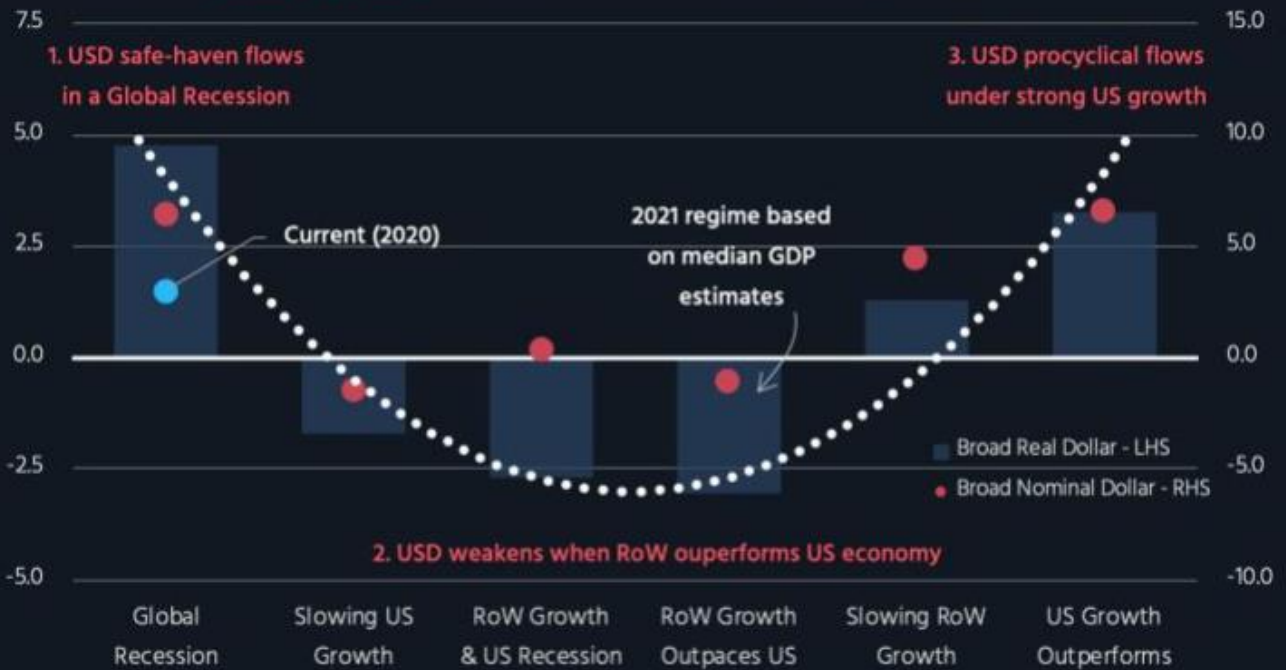 7.5
15.0
1. USD safe-haven flows
in a Global Recession
3. USD procyclical flows
under strong US growth
5.0
10.0
Current (2020)
2021 regime based
on median GDP
estimates
2.5
5.0
0.0
0.0
Broad Real Dollar - LHS
-2.5
-5.0
Broad Nominal Dollar - RHS
2. USD weakens when RoW ouperforms US economy
-5.0
-10.0
Global
Recession
Slowing US
Growth
RoW Growth
& US Recession
RoW Growth
Outpaces US
Slowing RoW
Growth
US Growth
Outperforms